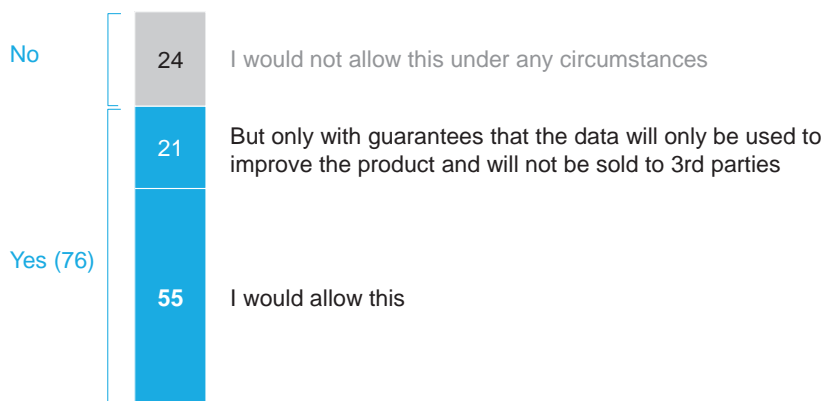 No
24
I would not allow this under any circumstances
21
But only with guarantees that the data will only be used to
improve the product and will not be sold to 3rd parties
Yes (76)
55
I would allow this